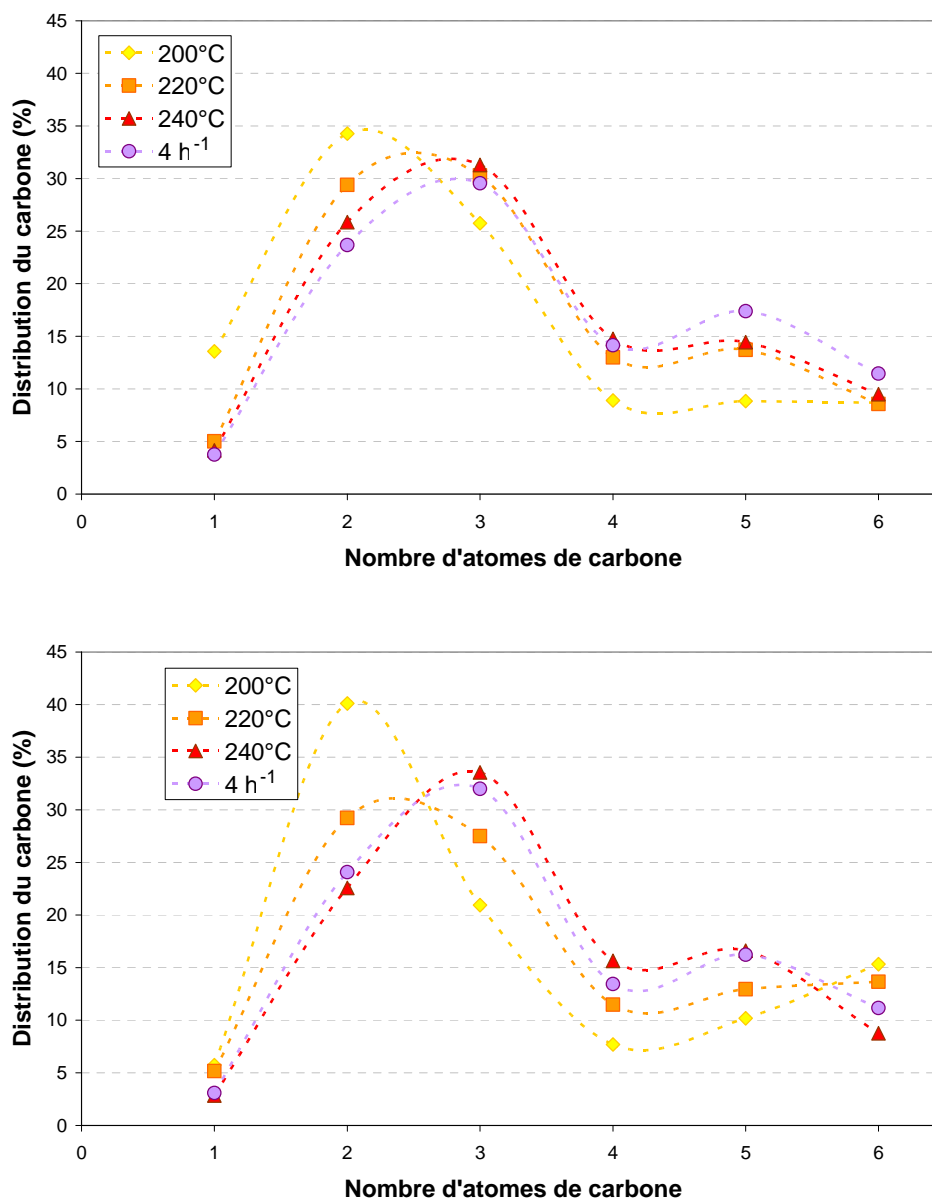 45
40
35
30
25
20
15
10
5
0
Distribution du carbone (%)
200°C
220°C
240°C
4 h⁻¹
0 1 2 3 4 5 6
Nombre d'atomes de carbone
45
40
35
30
25
20
15
10
5
0
Distribution du carbone (%)
200°C
220°C
240°C
4 h⁻¹
0 1 2 3 4 5 6
Nombre d'atomes de carbone